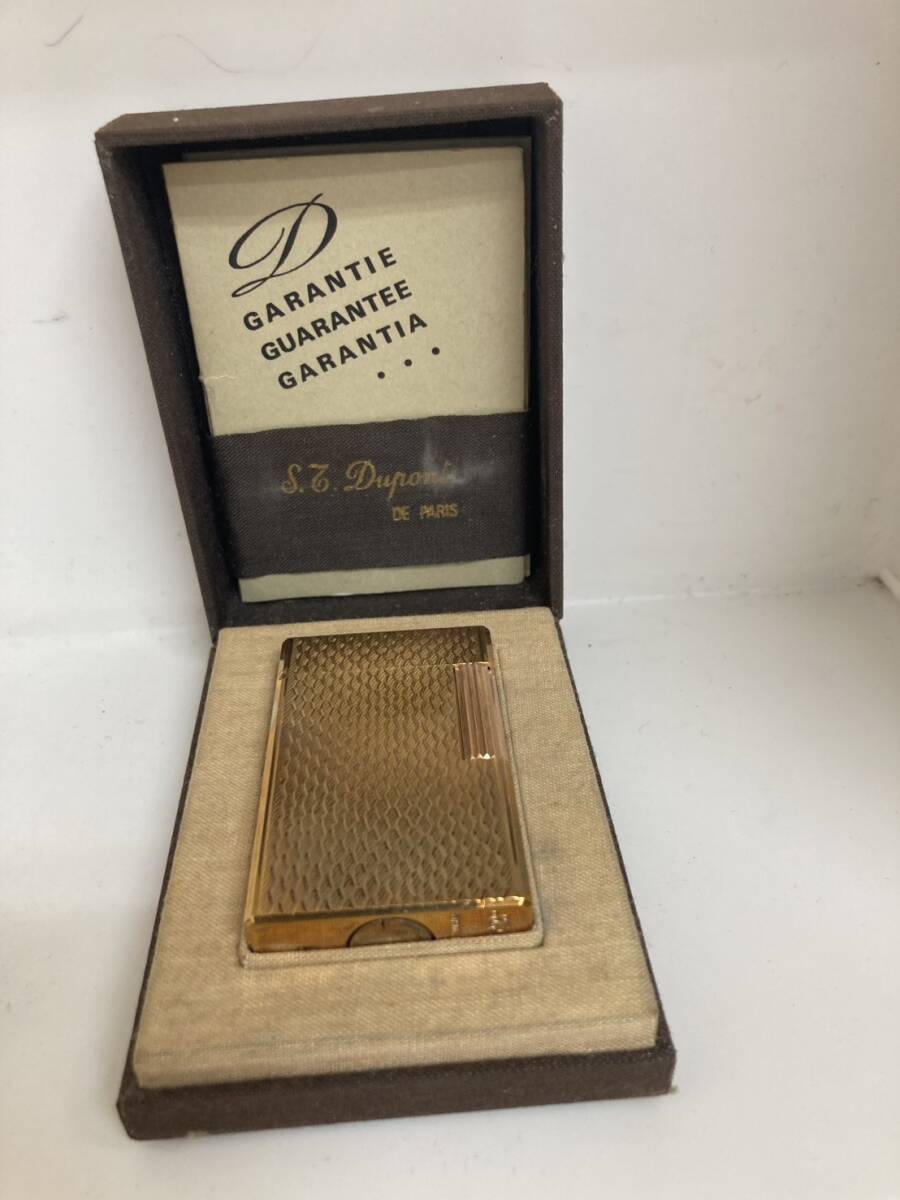 D
GARANTIE
GUARANTEE
GARANTIA
...
S.T. Dupont
DE PARIS